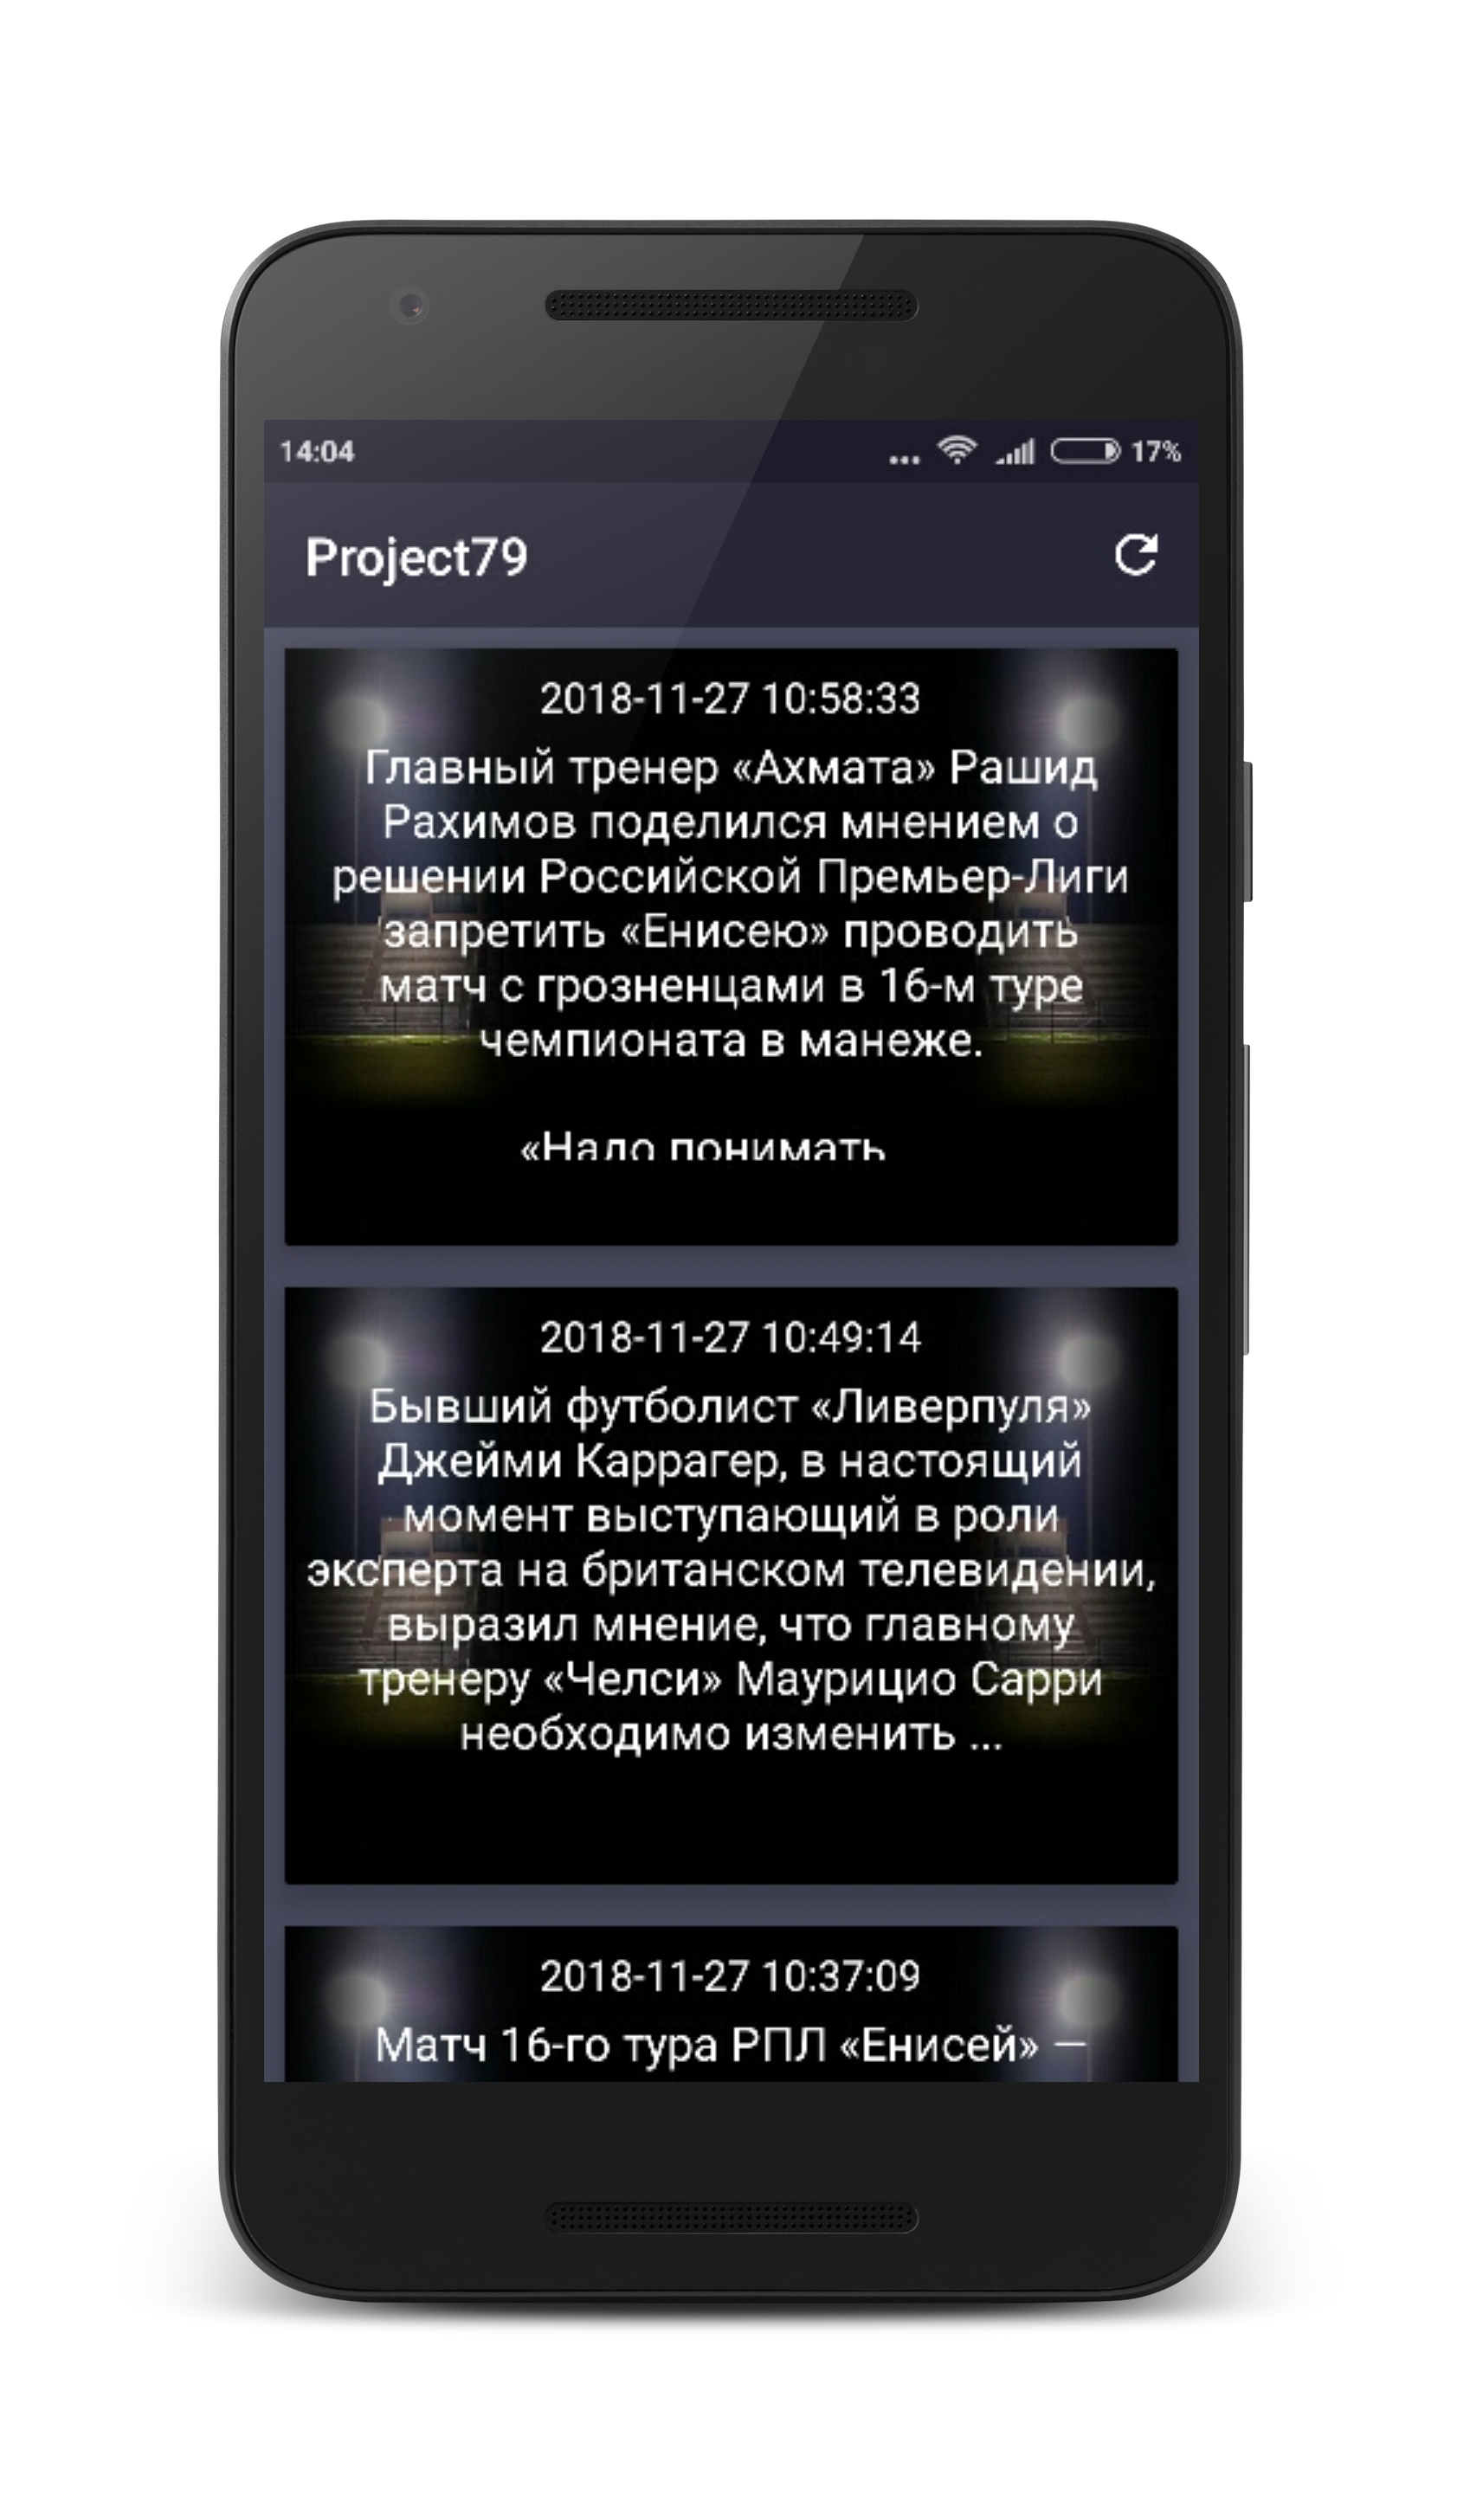 14:04 ... 17%
Project79
2018-11-27 10:58:33
Главный тренер «Ахмата» Рашид
Рахимов поделился мнением о
решении Российской Премьер-Лиги
запретить «Енисею» проводить
матч с грозненцами в 16-м туре
чемпионата в манеже.
«Надо понимать
2018-11-27 10:49:14
Бывший футболист «Ливерпуля»
Джейми Каррагер, в настоящий
момент выступающий в роли
эксперта на британском телевидении,
выразил мнение, что главному
тренеру «Челси» Маурицио Сарри
необходимо изменить ...
2018-11-27 10:37:09
Матч 16-го тура РПЛ «Енисей» —